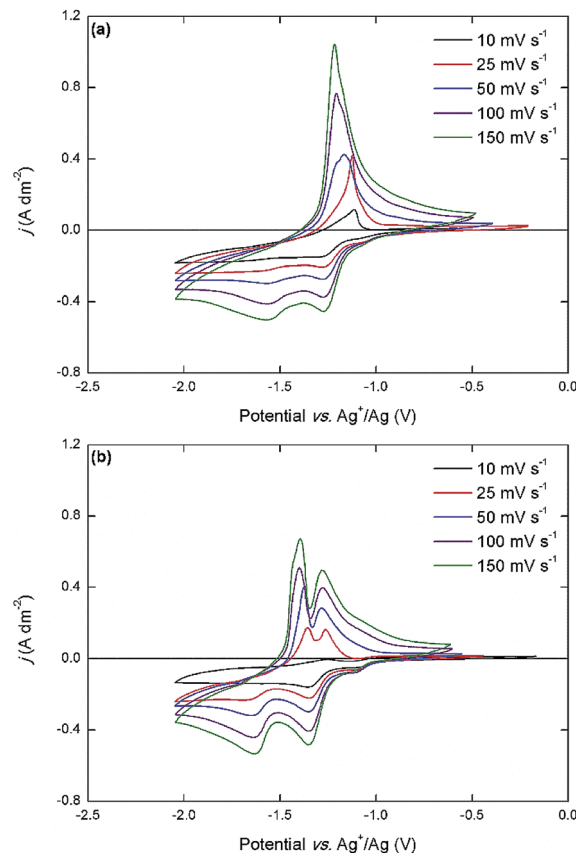 (a)
10 mV s⁻¹
25 mV s⁻¹
50 mV s⁻¹
100 mV s⁻¹
150 mV s⁻¹
1.2
0.8
0.4
0.0
-0.4
-0.8
j (A dm⁻²)
-2.5 -2.0 -1.5 -1.0 -0.5 0.0
Potential vs. Ag⁺/Ag (V)
(b)
10 mV s⁻¹
25 mV s⁻¹
50 mV s⁻¹
100 mV s⁻¹
150 mV s⁻¹
1.2
0.8
0.4
0.0
-0.4
-0.8
j (A dm⁻²)
-2.5 -2.0 -1.5 -1.0 -0.5 0.0
Potential vs. Ag⁺/Ag (V)